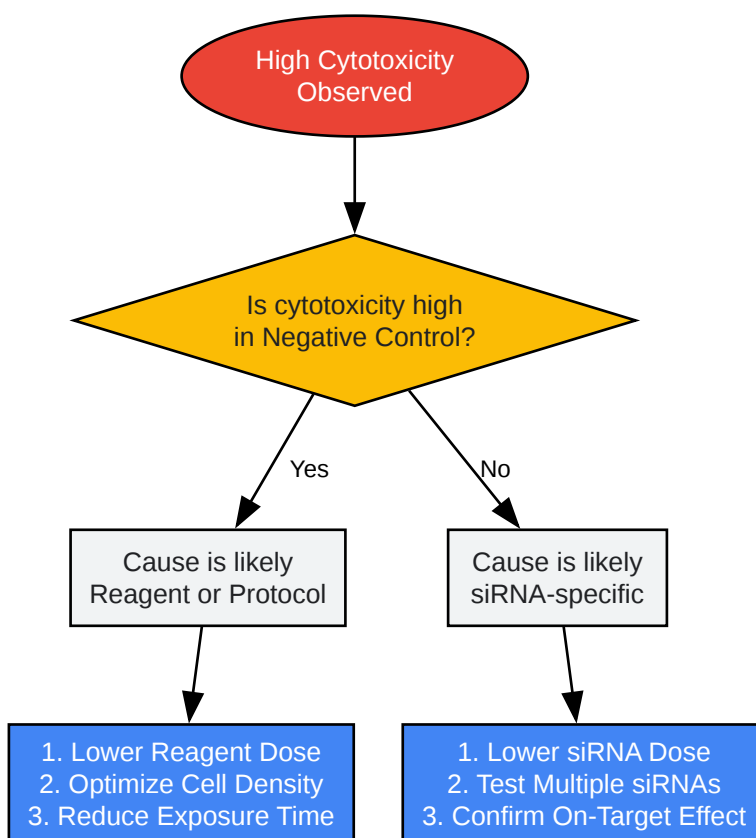 High Cytotoxicity
Observed
Is cytotoxicity high
in Negative Control?
Yes
No
Cause is likely
Reagent or Protocol
Cause is likely
siRNA-specific
1. Lower Reagent Dose
2. Optimize Cell Density
3. Reduce Exposure Time
1. Lower siRNA Dose
2. Test Multiple siRNAs
3. Confirm On-Target Effect